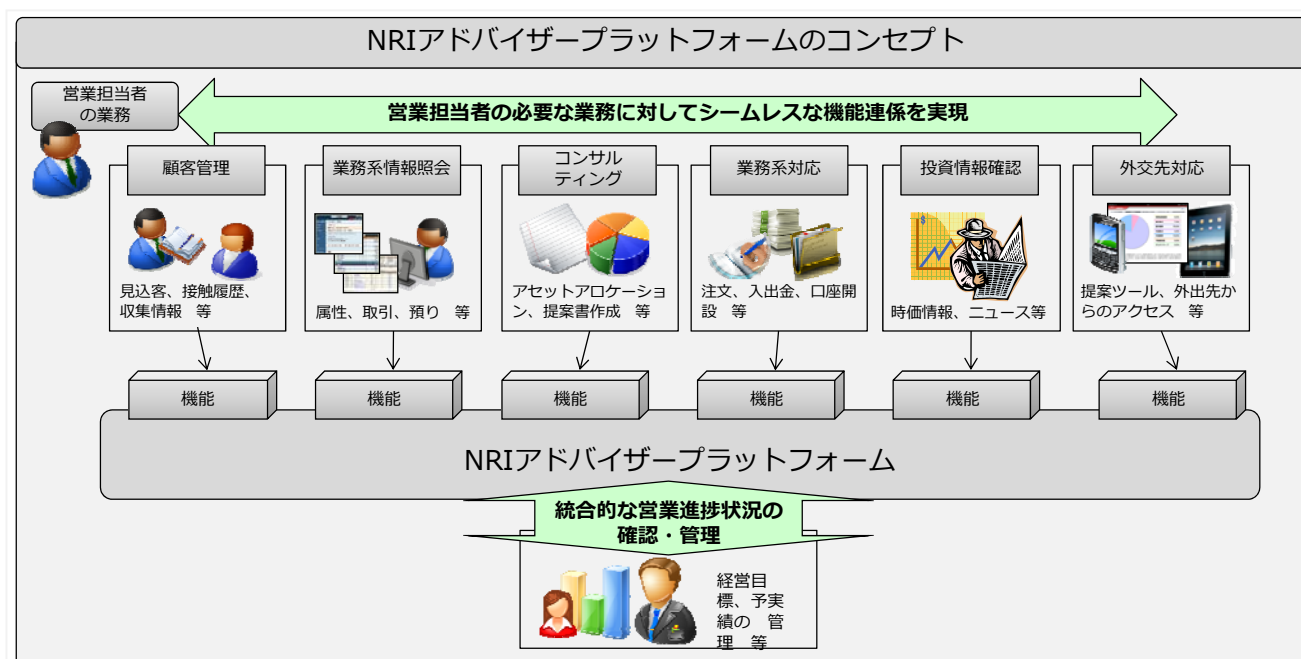 NRIアドバイザープラットフォームのコンセプト
営業担当者
の業務
営業担当者の必要な業務に対してシームレスな機能連係を実現
顧客管理
業務系情報照会
コンサル
ティング
業務系対応
投資情報確認
外交先対応
見込客、接触履歴、
収集情報　等
属性、取引、預り　等
アセットアロケーショ
ン、提案書作成　等
注文、入出金、口座開
設　等
時価情報、ニュース等
提案ツール、外出先か
らのアクセス　等
機能
機能
機能
機能
機能
機能
NRIアドバイザープラットフォーム
統合的な営業進捗状況の
確認・管理
経営目
標、予実
績の　管
理　等